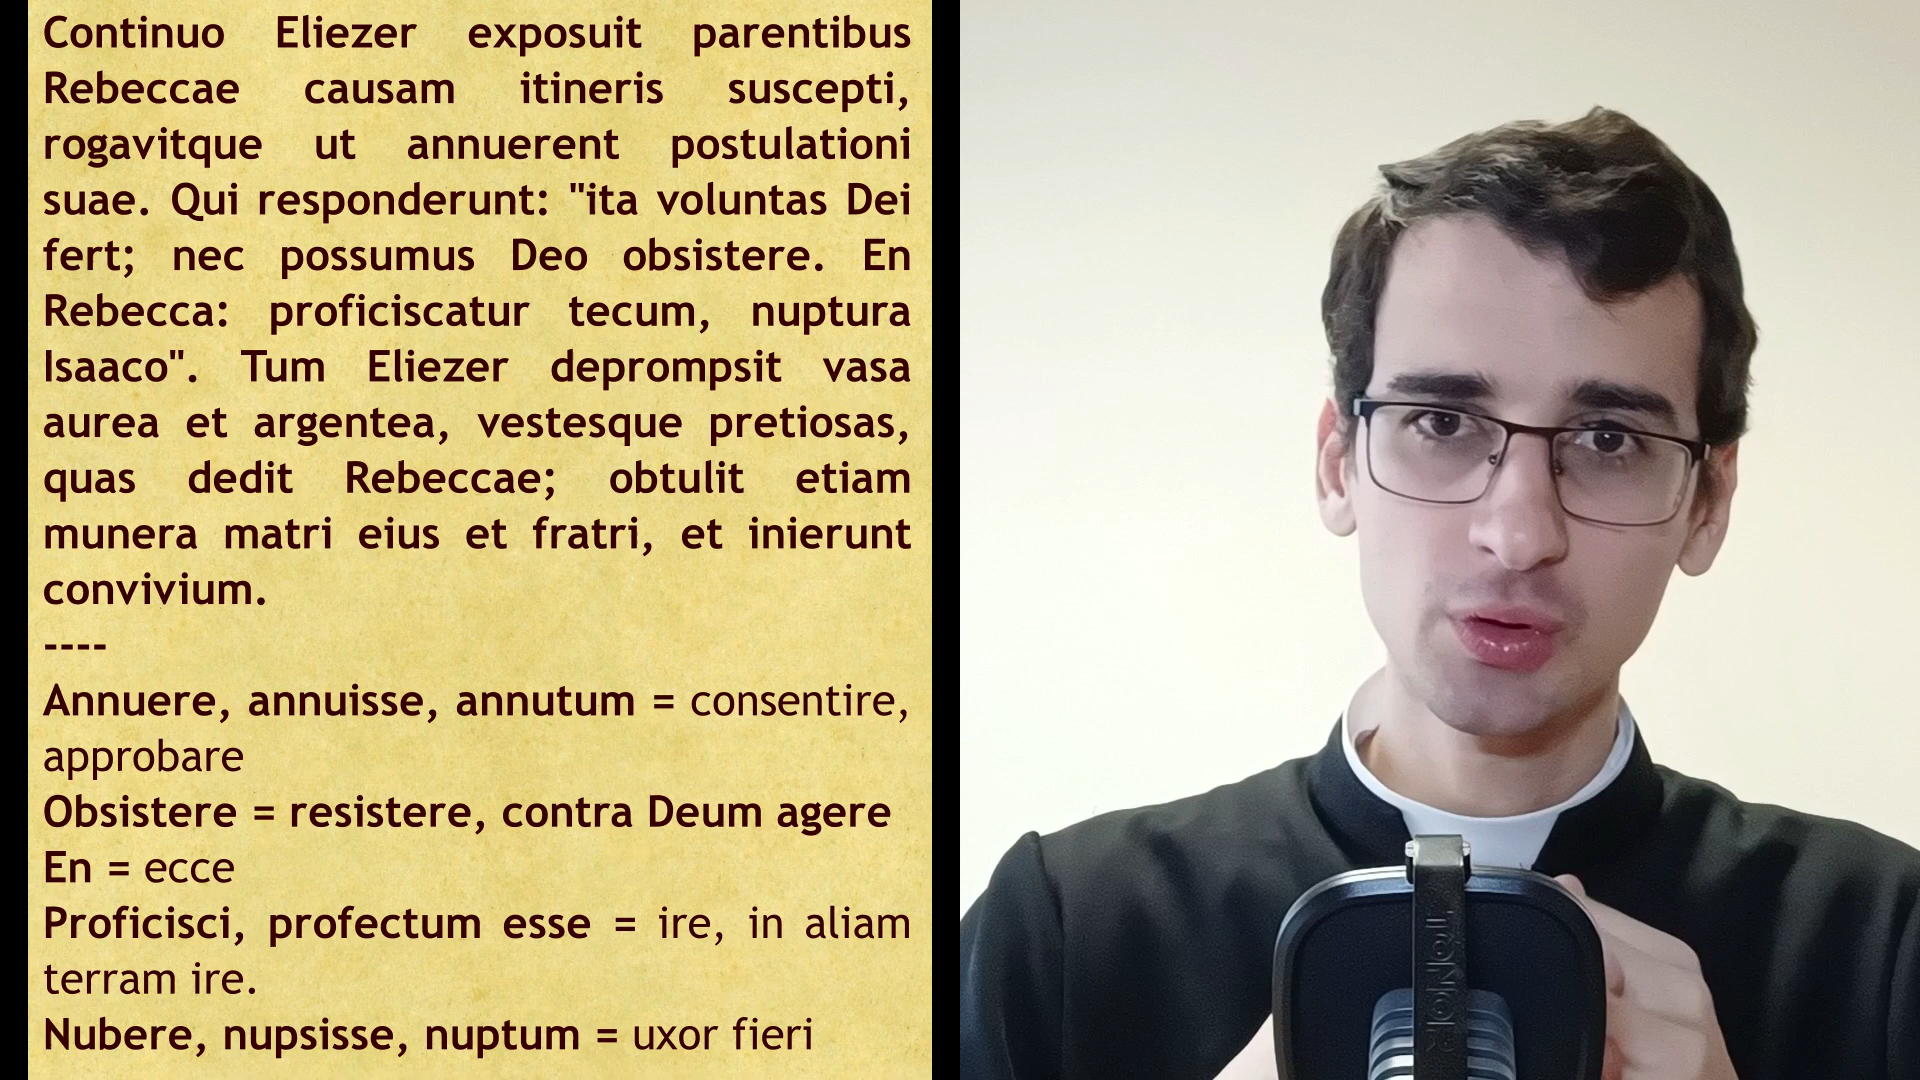 Continuo Eliezer exposuit parentibus
Rebeccae causam itineris suscepti,
rogavitque ut annuerent postulationi
suae. Qui responderunt: "ita voluntas Dei
fert; nec possumus Deo obsistere. En
Rebecca: proficiscatur tecum, nuptura
Isaaco". Tum Eliezer deprompsit vasa
aurea et argentea, vestesque pretiosas,
quas dedit Rebeccae; obtulit etiam
munera matri eius et fratri, et inierunt
convivium.
----
Annuere, annuisse, annutum = consentire,
approbare
Obsistere = resistere, contra Deum agere
En = ecce
Proficisci, profectum esse = ire, in aliam
terram ire.
Nubere, nupsisse, nuptum = uxor fieri
TONOR